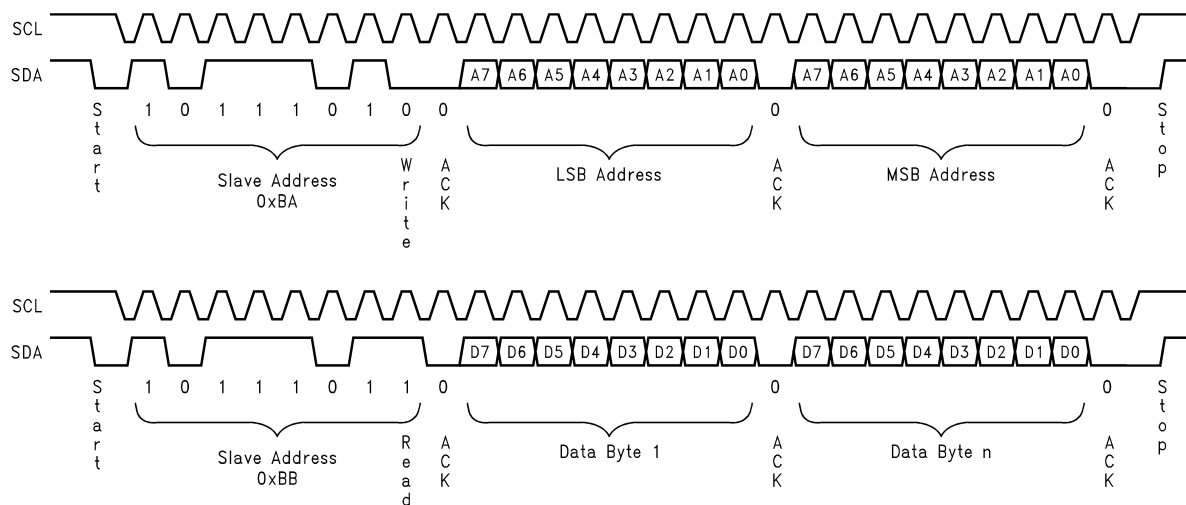 SCL
SDA A7 A6 A5 A4 A3 A2 A1 A0 A7 A6 A5 A4 A3 A2 A1 A0
Start 1 0 1 1 1 0 1 0 0 0 0 Stop
Slave Address
0xBA
Write
ACK
LSB Address
ACK
MSB Address
ACK
SCL
SDA D7 D6 D5 D4 D3 D2 D1 D0 D7 D6 D5 D4 D3 D2 D1 D0
Start 1 0 1 1 1 0 1 1 0 0 0 Stop
Slave Address
0xBB
Read
ACK
Data Byte 1
ACK
Data Byte n
ACK